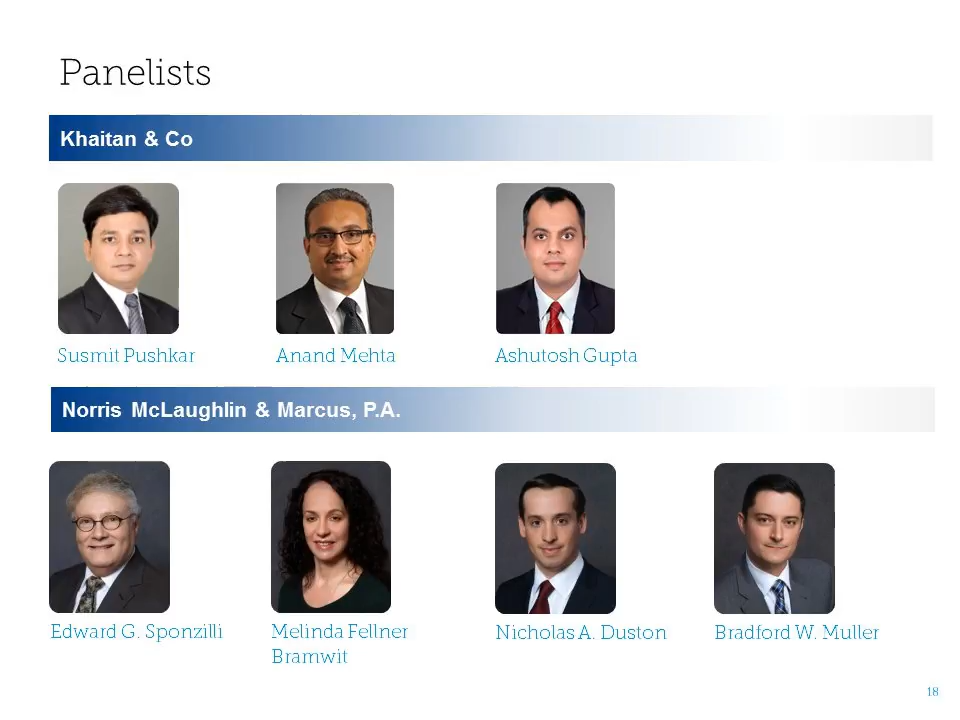 Panelists
Khaitan & Co
Susmit Pushkar
Anand Mehta
Ashutosh Gupta
Norris McLaughlin & Marcus, P.A.
Edward G. Sponzilli
Melinda Fellner
Bramwit
Nicholas A. Duston
Bradford W. Muller
18